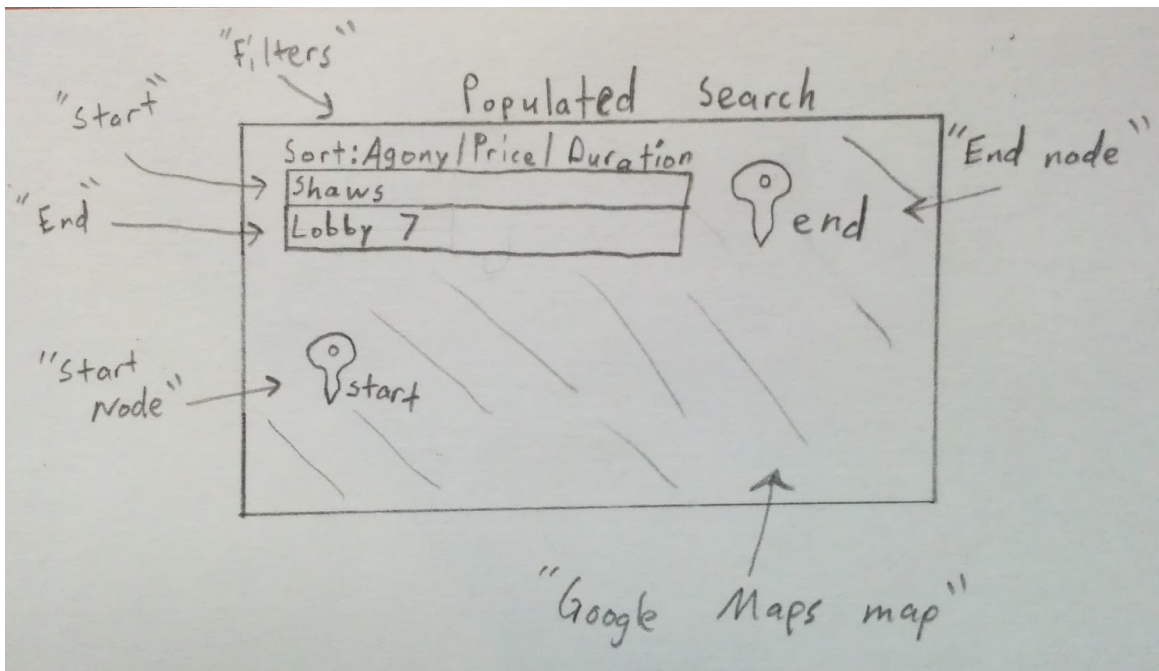 "Filters"
Populated Search
"Start"
Sort: Agony / Price / Duration
"End node"
Shaws
"End"
Lobby 7
end
"Start
Node"
start
"Google Maps map"